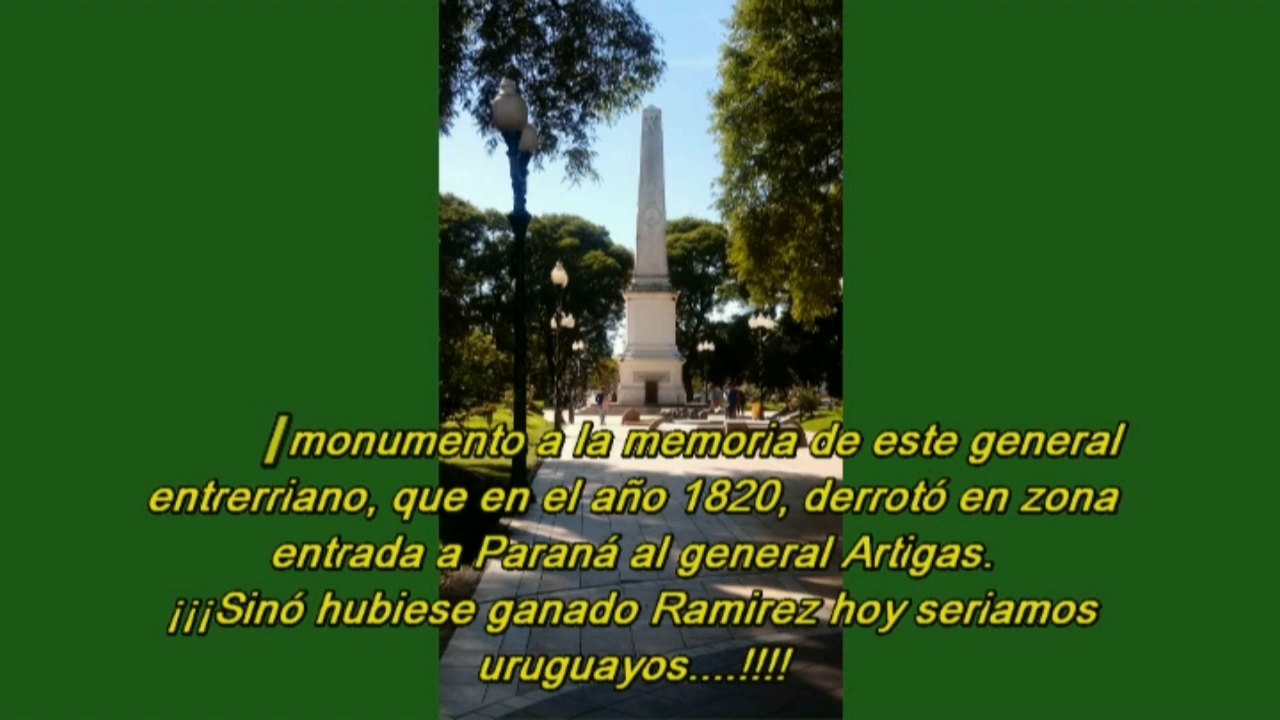 monumento a la memoria de este general
entrerriano, que en el año 1820, derrotó en zona
entrada a Paraná al general Artigas.
¡¡¡Sinó hubiese ganado Ramirez hoy seriamos
uruguayos....!!!!